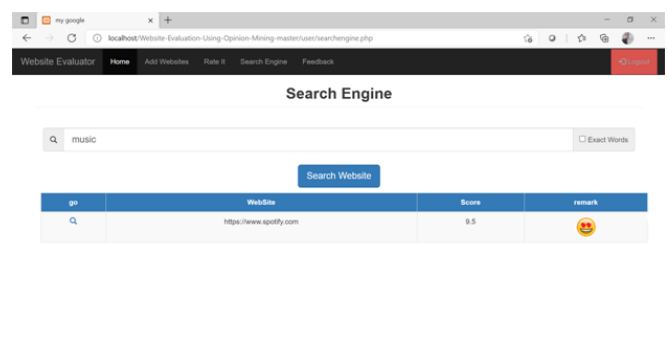 my google
localhost/Website-Evaluation-Using-Opinion-Mining-master/user/searchengine.php
Website Evaluator Home Add Websites Rate It Search Engine Feedback Logout
Search Engine
music Exact Words
Search Website
go WebSite Score remark
https://www.spotify.com 9.5